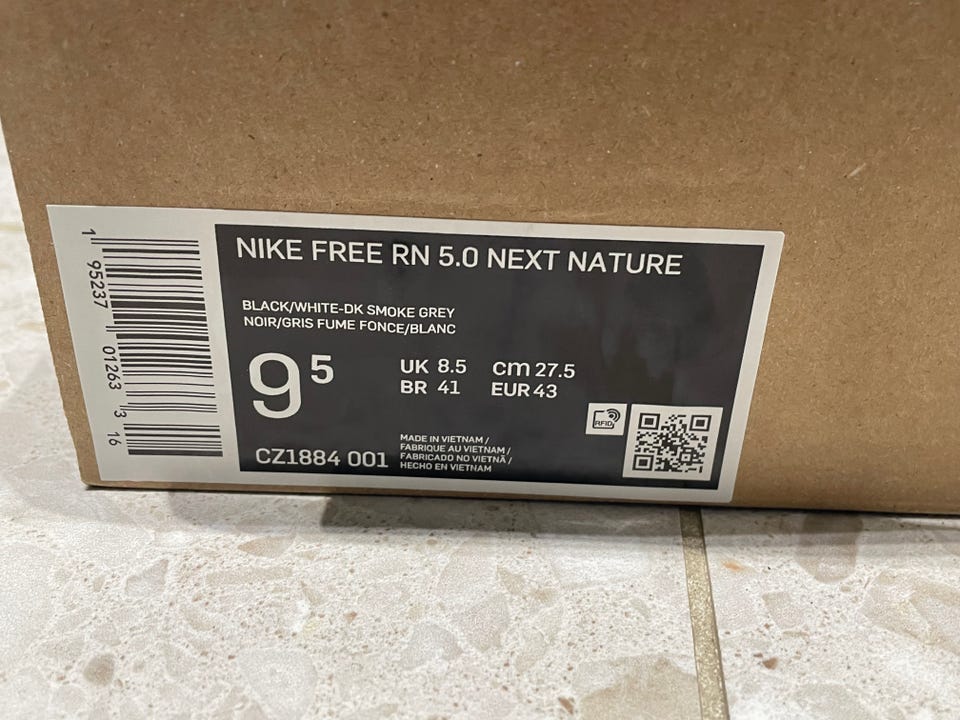 NIKE FREE RN 5.0 NEXT NATURE
BLACK/WHITE-DK SMOKE GREY
NOIR/GRIS FUME FONCE/BLANC
9⁵
UK 8.5 cm 27.5
BR 41 EUR 43
CZ1884 001
MADE IN VIETNAM /
FABRIQUE AU VIETNAM /
FABRICADO NO VIETNÃ /
HECHO EN VIETNAM
RFID
1 95237 01263 3 16